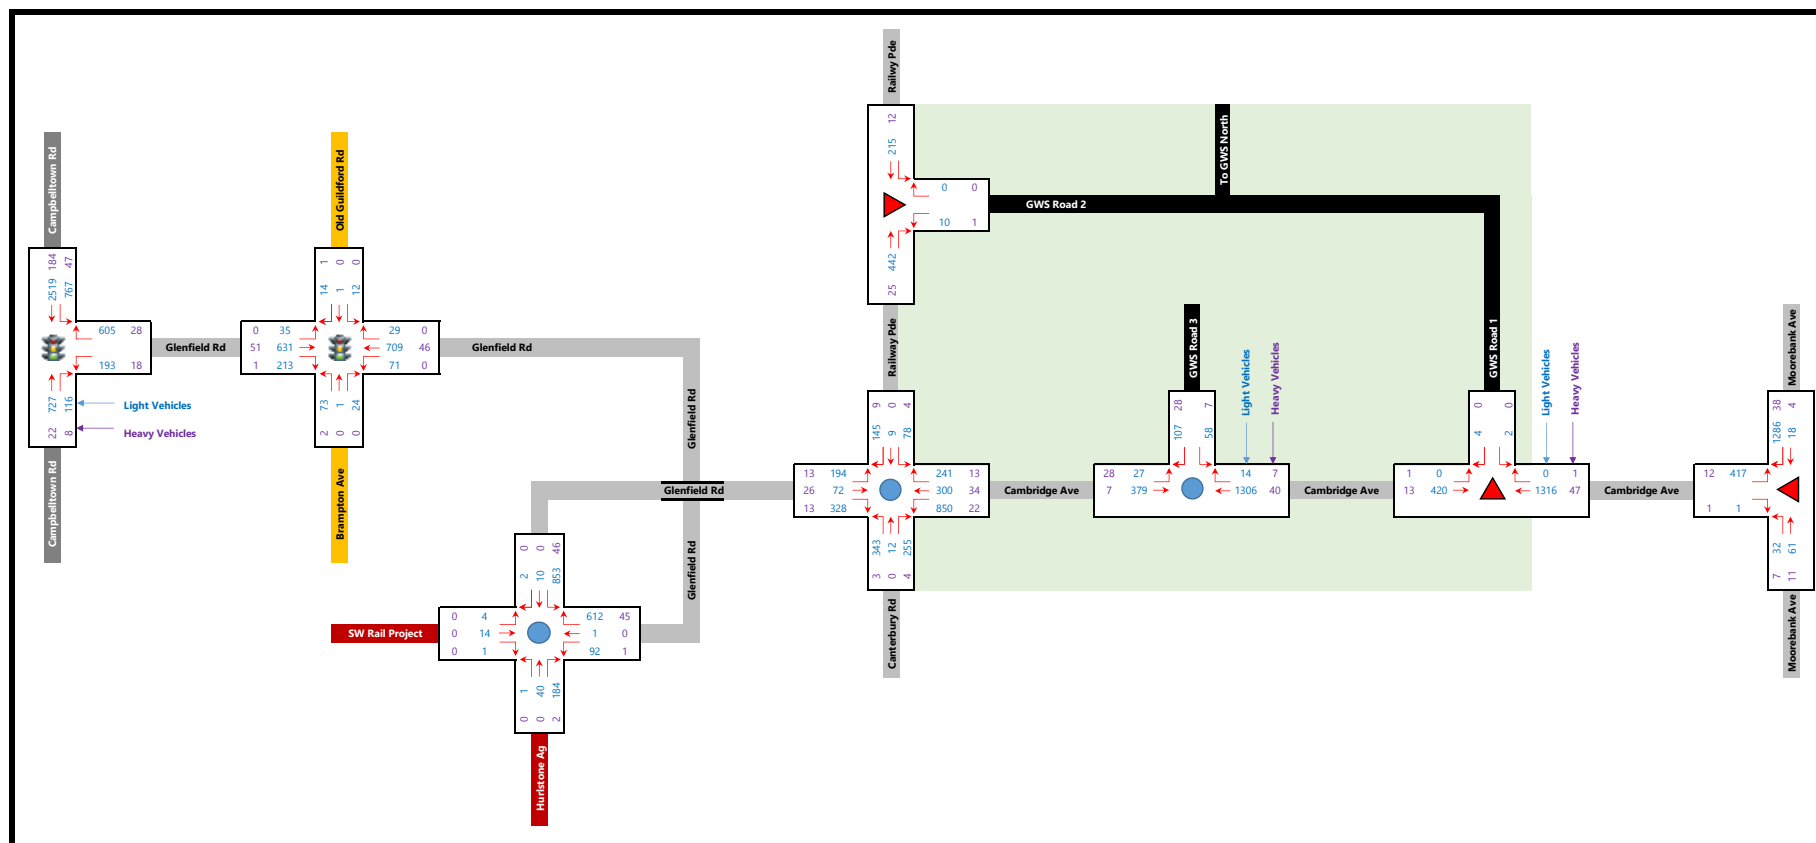 Railwy Pde
12
215
0 0
10 1
442
25
To GWS North
GWS Road 2
Campbelltown Rd
184 47
2519 767
605 28
193 18
727 116
22 8
Light Vehicles
Heavy Vehicles
Campbelltown Rd
Glenfield Rd
Old Guildford Rd
1 0 0
14 1 12
0 35
51 631
1 213
29 0
709 46
71 0
73 1 24
2 0 0
Brampton Ave
Glenfield Rd
Glenfield Rd
Glenfield Rd
Glenfield Rd
0 0 46
2 10 853
SW Rail Project
0 4
0 14
0 1
612 45
1 0
92 1
1 40 184
0 0 2
Hurlstone Ag
Railway Pde
9 0 4
145 9 78
13 194
26 72
13 328
241 13
300 34
850 22
343 12 255
3 0 4
Canterbury Rd
Cambridge Ave
GWS Road 3
28 7
107 58
28 27
7 379
14 7
1306 40
Light Vehicles
Heavy Vehicles
Cambridge Ave
GWS Road 1
0 0
4 2
1 0
13 420
0 1
1316 47
Light Vehicles
Heavy Vehicles
Cambridge Ave
Moorebank Ave
38 4
1286 18
12 417
1 1
32 61
7 11
Moorebank Ave